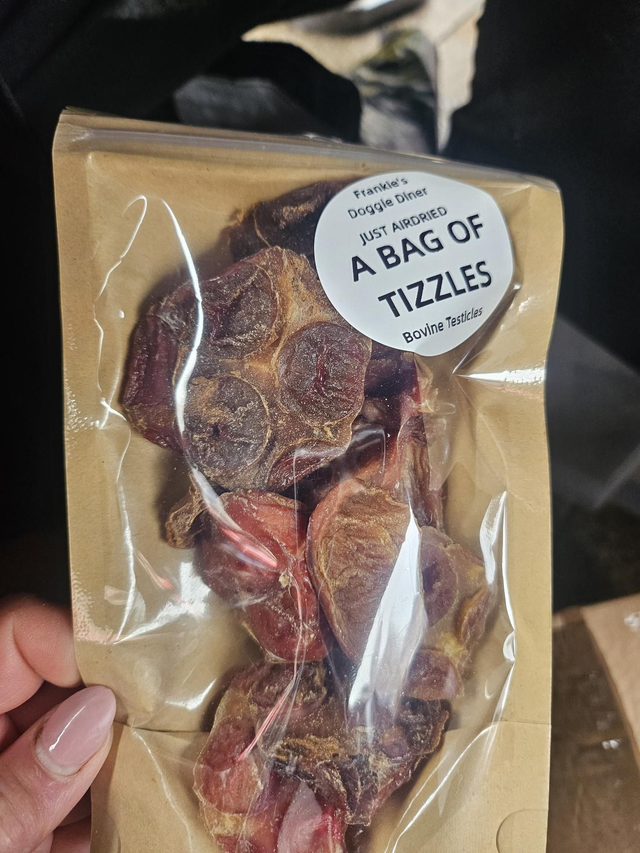 Frankie's
Doggie Diner
JUST AIRDRIED
A BAG OF
TIZZLES
Bovine Testicles